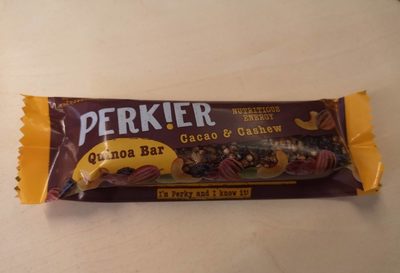 PERK!ER
NUTRITIOUS
ENERGY
Cacao & Cashew
Quinoa Bar
I'm Perky and I know it!